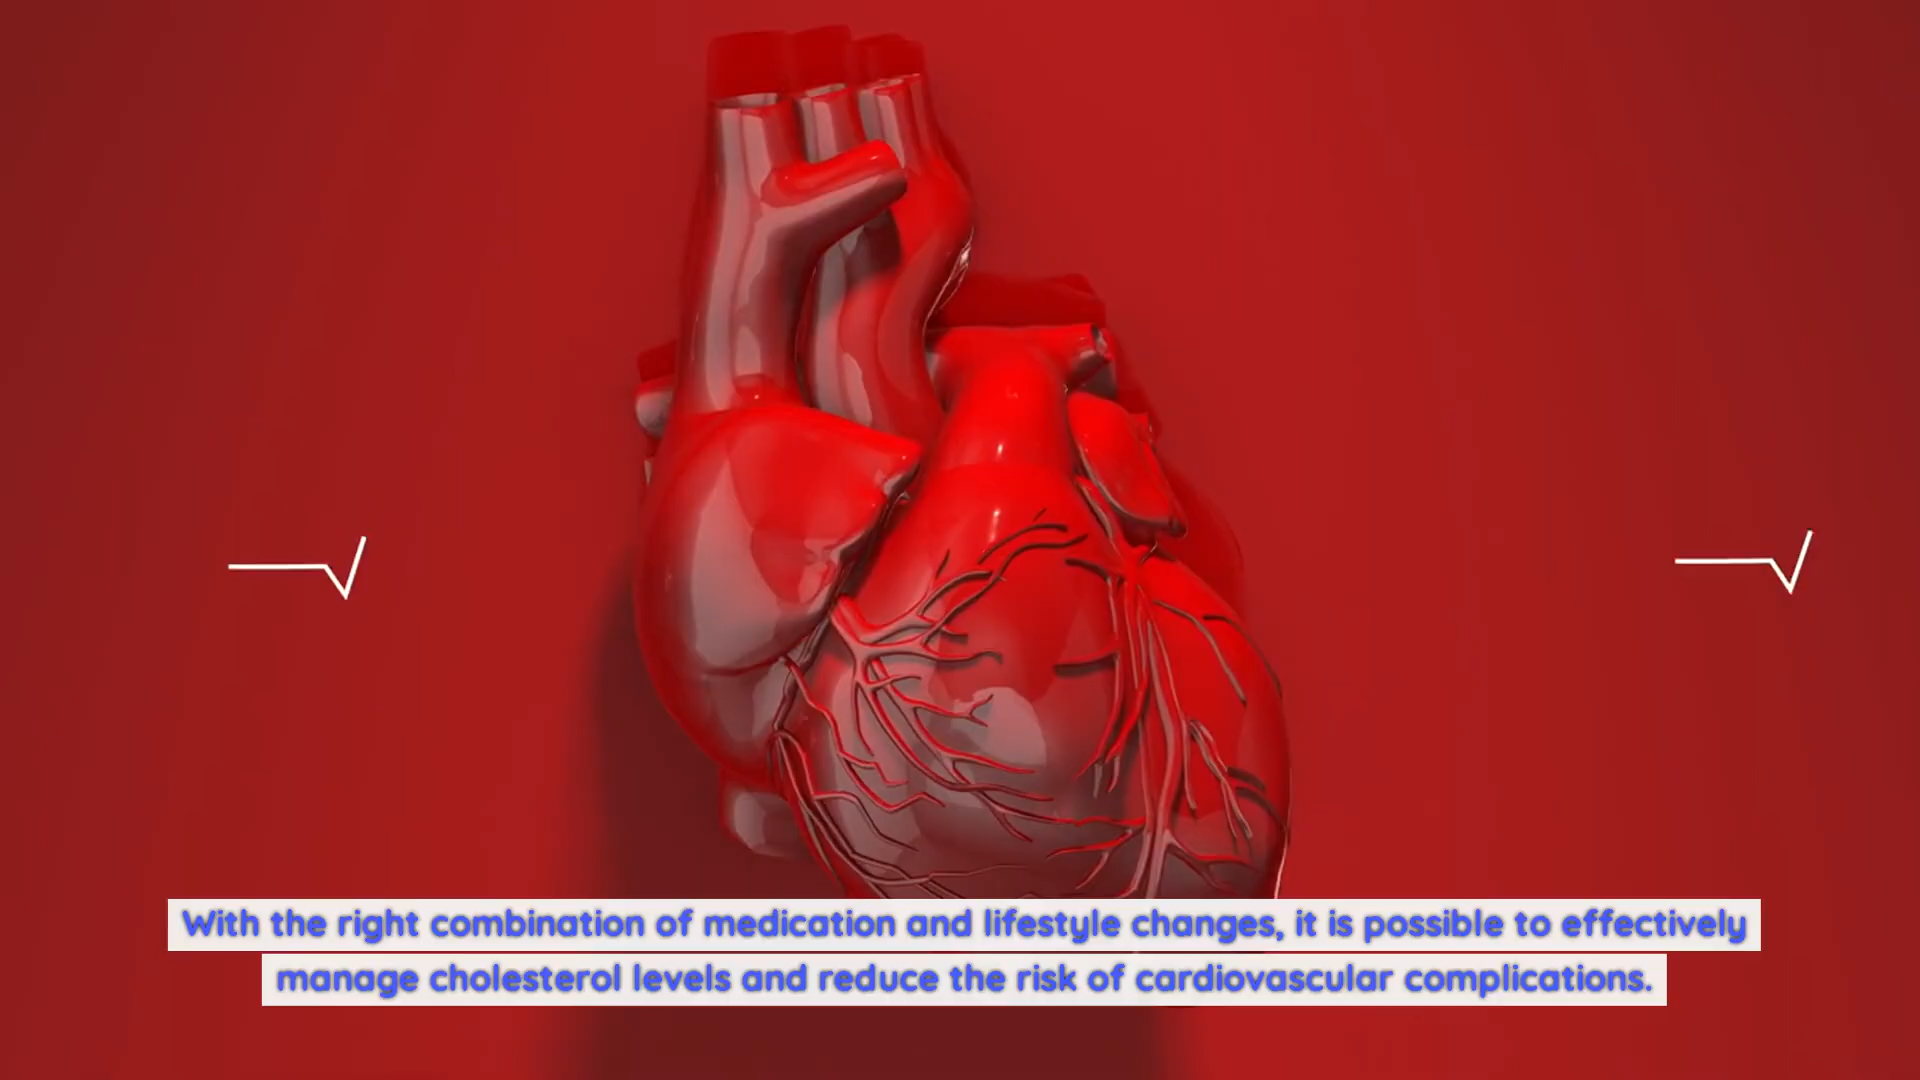 With the right combination of medication and lifestyle changes, it is possible to effectively
manage cholesterol levels and reduce the risk of cardiovascular complications.